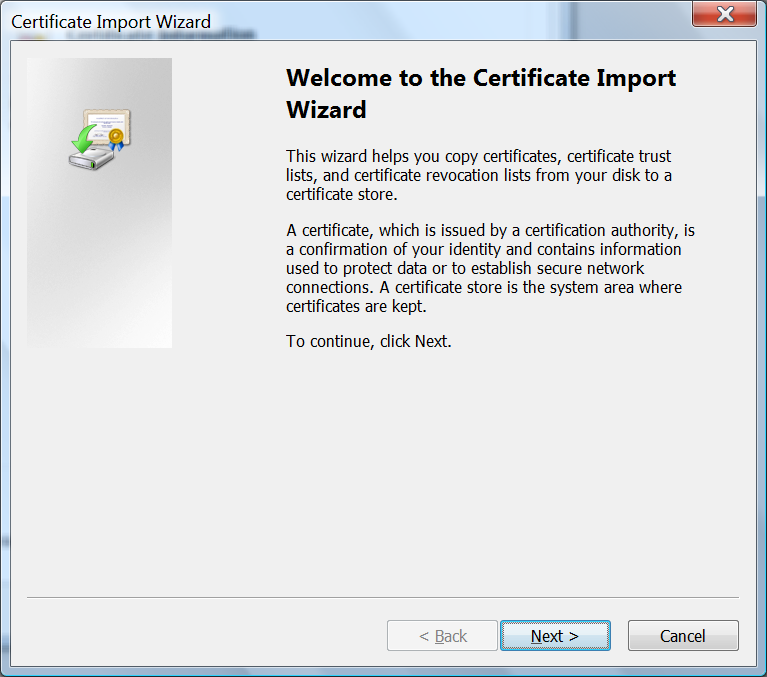 Certificate Import Wizard
Welcome to the Certificate Import
Wizard
This wizard helps you copy certificates, certificate trust
lists, and certificate revocation lists from your disk to a
certificate store.
A certificate, which is issued by a certification authority, is
a confirmation of your identity and contains information
used to protect data or to establish secure network
connections. A certificate store is the system area where
certificates are kept.
To continue, click Next.
< Back
Next >
Cancel